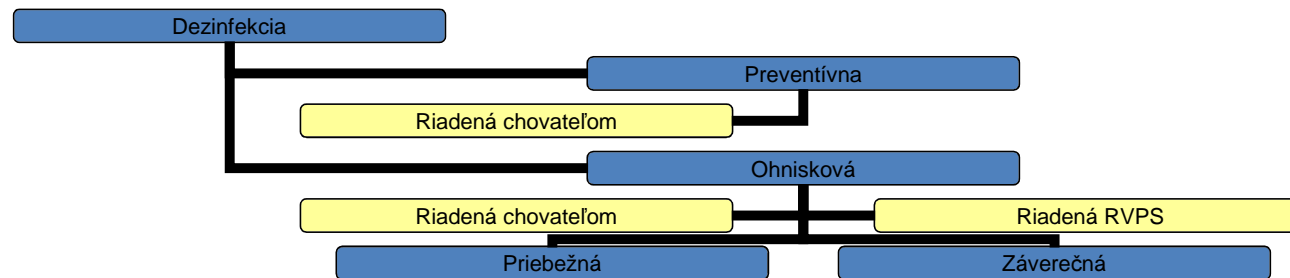 Dezinfekcia
Preventívna
Riadená chovateľom
Ohnisková
Riadená chovateľom
Riadená RVPS
Priebežná
Záverečná